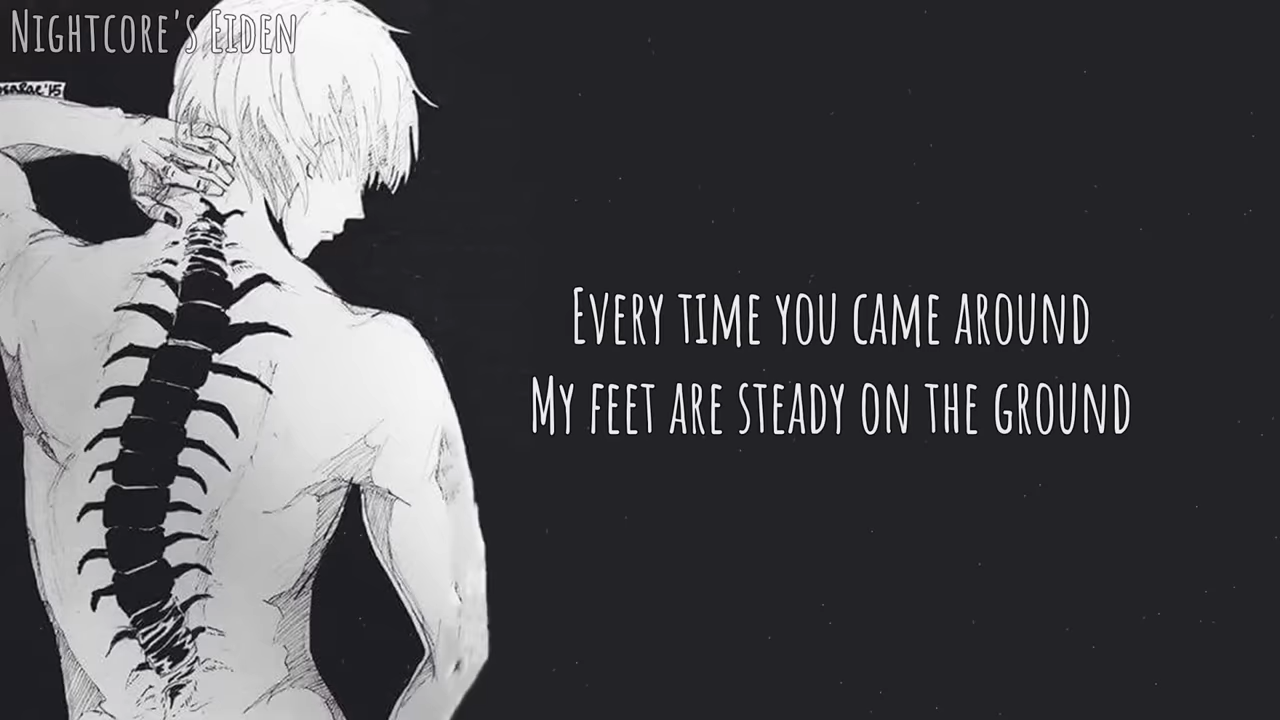 Nightcore's Eiden
Every time you came around
My feet are steady on the ground